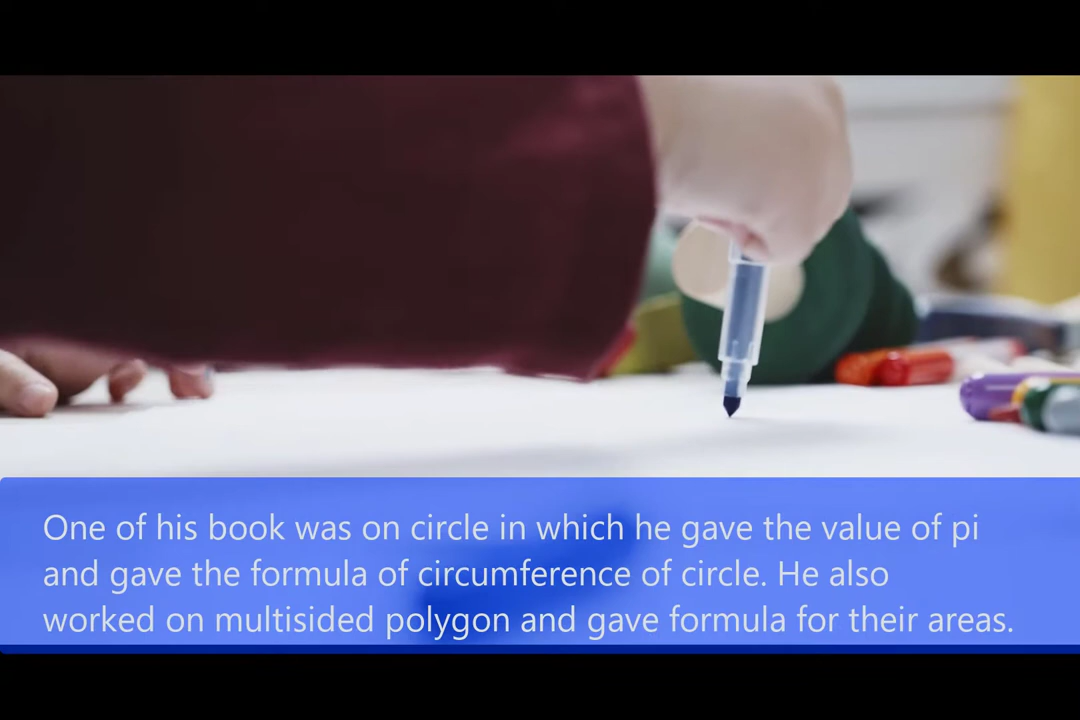 One of his book was on circle in which he gave the value of pi
and gave the formula of circumference of circle. He also
worked on multisided polygon and gave formula for their areas.